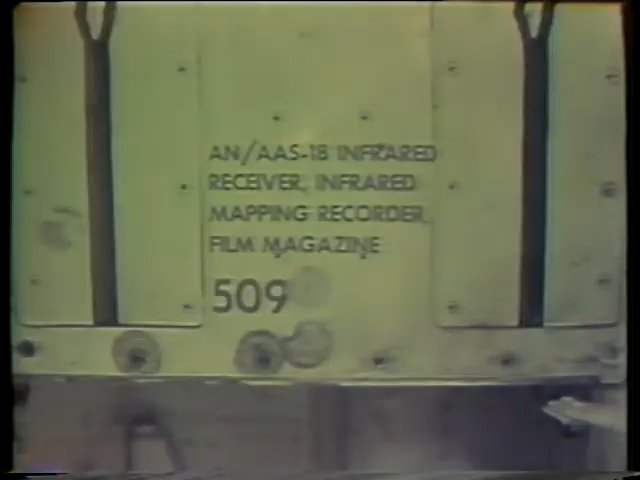 AN/AAS-18 INFRARED
RECEIVER, INFRARED
MAPPING RECORDER,
FILM MAGAZINE
509